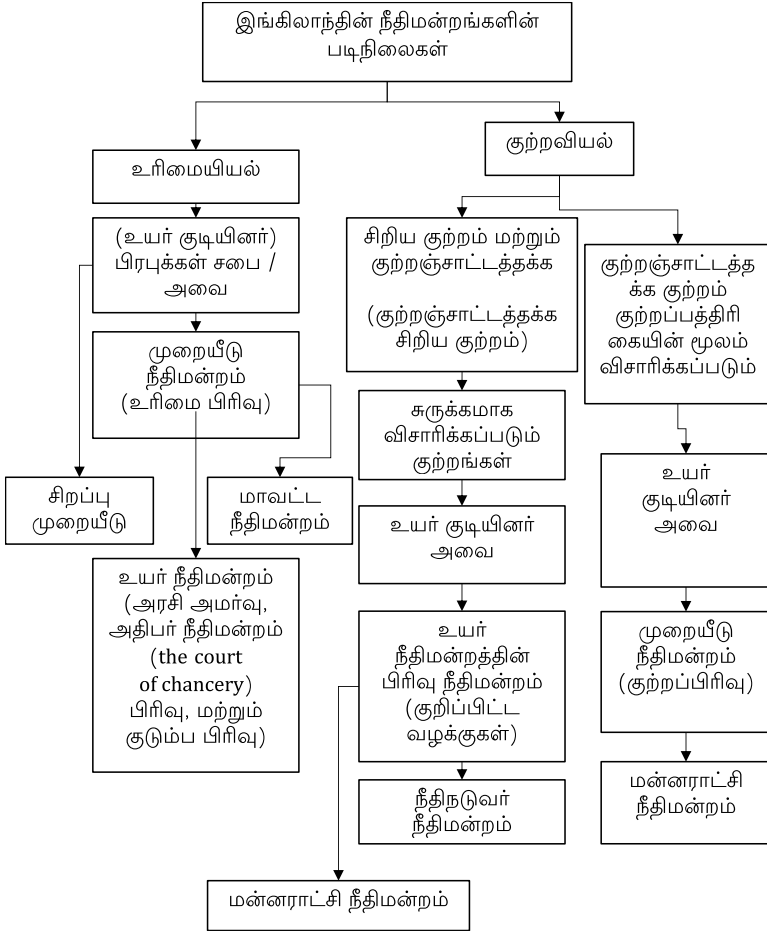 இங்கிலாந்தின் நீதிமன்றங்களின்
படிநிலைகள்
உரிமையியல்
குற்றவியல்
(உயர் குடியினர்)
பிரபுக்கள் சபை /
அவை
முறையீடு
நீதிமன்றம்
(உரிமை பிரிவு)
சிறப்பு
முறையீடு
மாவட்ட
நீதிமன்றம்
உயர் நீதிமன்றம்
(அரசி அமர்வு,
அதிபர் நீதிமன்றம்
(the court
of chancery)
பிரிவு, மற்றும்
குடும்ப பிரிவு)
சிறிய குற்றம் மற்றும்
குற்றஞ்சாட்டத்தக்க
(குற்றஞ்சாட்டத்தக்க
சிறிய குற்றம்)
சுருக்கமாக
விசாரிக்கப்படும்
குற்றங்கள்
உயர் குடியினர்
அவை
உயர்
நீதிமன்றத்தின்
பிரிவு நீதிமன்றம்
(குறிப்பிட்ட
வழக்குகள்)
நீதிநடுவர்
நீதிமன்றம்
மன்னராட்சி நீதிமன்றம்
குற்றஞ்சாட்டத்த
க்க குற்றம்
குற்றப்பத்திரி
கையின் மூலம்
விசாரிக்கப்படும்
உயர்
குடியினர்
அவை
முறையீடு
நீதிமன்றம்
(குற்றப்பிரிவு)
மன்னராட்சி
நீதிமன்றம்